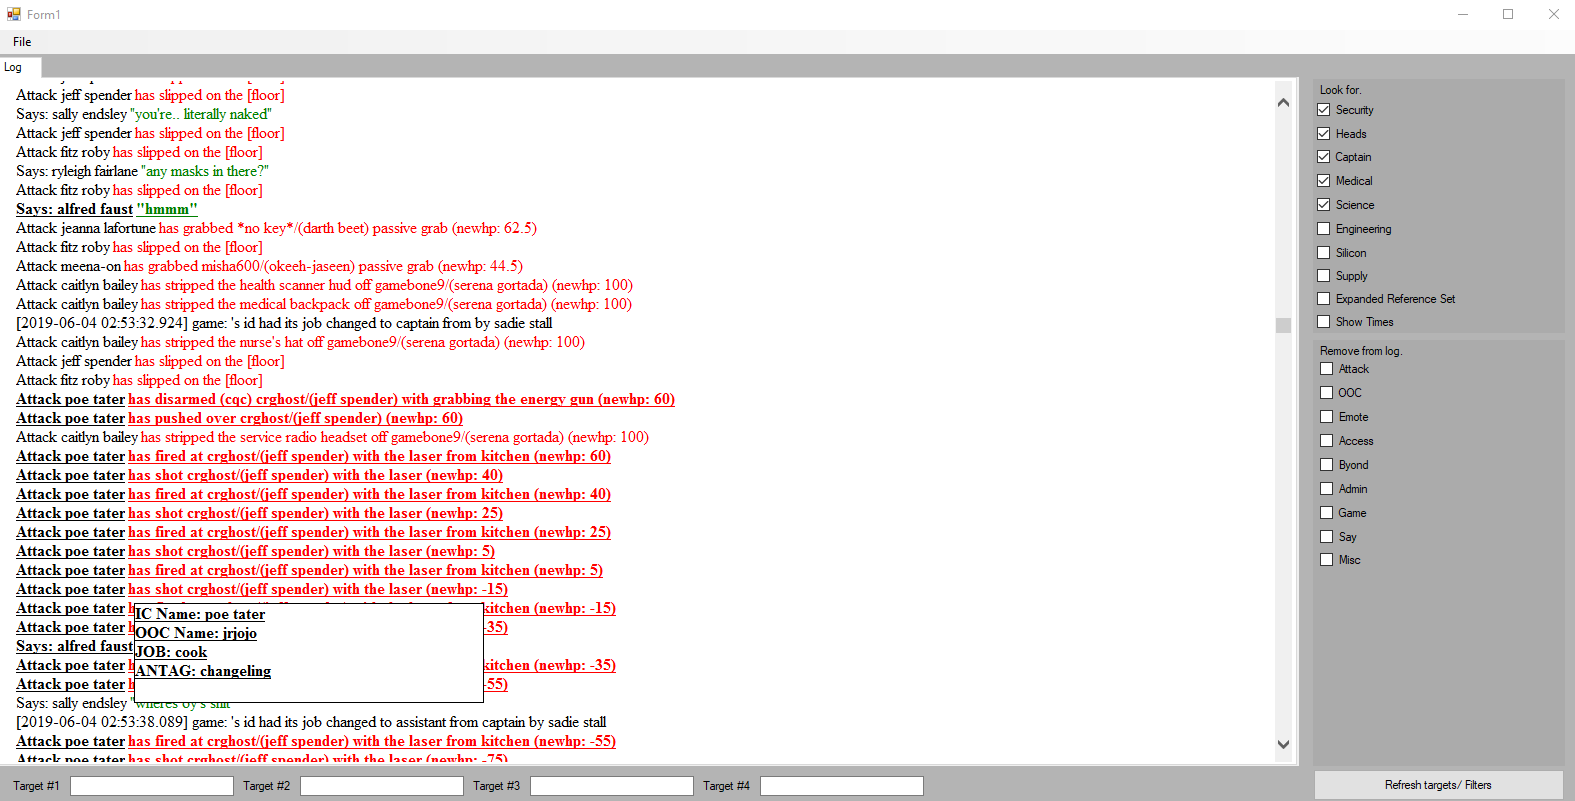 Form1
File
Log
Attack jeff spender has slipped on the [floor]
Says: sally endsley "you're.. literally naked"
Attack jeff spender has slipped on the [floor]
Attack fitz roby has slipped on the [floor]
Says: ryleigh fairlane "any masks in there?"
Attack fitz roby has slipped on the [floor]
Says: alfred faust "hmmm"
Attack jeanna lafortune has grabbed *no key*/(darth beet) passive grab (newhp: 62.5)
Attack fitz roby has slipped on the [floor]
Attack meena-on has grabbed misha600/(okeeh-jaseen) passive grab (newhp: 44.5)
Attack caitlyn bailey has stripped the health scanner hud off gamebone9/(serena gortada) (newhp: 100)
Attack caitlyn bailey has stripped the medical backpack off gamebone9/(serena gortada) (newhp: 100)
[2019-06-04 02:53:32.924] game: 's id had its job changed to captain from by sadie stall
Attack caitlyn bailey has stripped the nurse's hat off gamebone9/(serena gortada) (newhp: 100)
Attack jeff spender has slipped on the [floor]
Attack fitz roby has slipped on the [floor]
Attack poe tater has disarmed (cqc) crghost/(jeff spender) with grabbing the energy gun (newhp: 60)
Attack poe tater has pushed over crghost/(jeff spender) (newhp: 60)
Attack caitlyn bailey has stripped the service radio headset off gamebone9/(serena gortada) (newhp: 100)
Attack poe tater has fired at crghost/(jeff spender) with the laser from kitchen (newhp: 60)
Attack poe tater has shot crghost/(jeff spender) with the laser (newhp: 40)
Attack poe tater has fired at crghost/(jeff spender) with the laser from kitchen (newhp: 40)
Attack poe tater has shot crghost/(jeff spender) with the laser (newhp: 25)
Attack poe tater has fired at crghost/(jeff spender) with the laser from kitchen (newhp: 25)
Attack poe tater has shot crghost/(jeff spender) with the laser (newhp: 5)
Attack poe tater has fired at crghost/(jeff spender) with the laser from kitchen (newhp: 5)
Attack poe tater has shot crghost/(jeff spender) with the laser (newhp: -15)
Attack poe tater kitchen (newhp: -15)
Attack poe tater -35)
Says: alfred faust
Attack poe tater kitchen (newhp: -35)
Attack poe tater -55)
Says: sally endsley "wheres oy's shit
[2019-06-04 02:53:38.089] game: 's id had its job changed to assistant from captain by sadie stall
Attack poe tater has fired at crghost/(jeff spender) with the laser from kitchen (newhp: -55)
Attack poe tater has shot crghost/(jeff spender) with the laser (newhp: -75)
IC Name: poe tater
OOC Name: jrjojo
JOB: cook
ANTAG: changeling
Look for.
Security
Heads
Captain
Medical
Science
Engineering
Silicon
Supply
Expanded Reference Set
Show Times
Remove from log.
Attack
OOC
Emote
Access
Byond
Admin
Game
Say
Misc
Target #1
Target #2
Target #3
Target #4
Refresh targets/ Filters